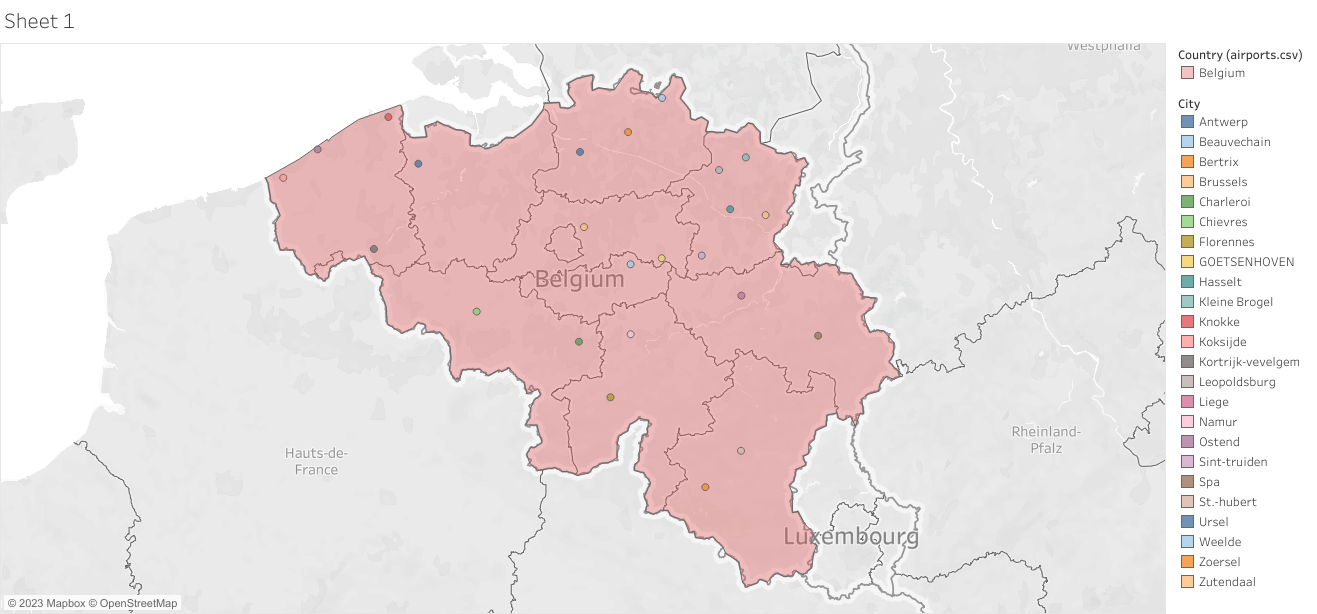 Sheet 1
Westphalia
Belgium
Hauts-de-
France
Rheinland-
Pfalz
Luxembourg
© 2023 Mapbox © OpenStreetMap
Country (airports.csv)
Belgium
City
Antwerp
Beauvechain
Bertrix
Brussels
Charleroi
Chievres
Florennes
GOETSENHOVEN
Hasselt
Kleine Brogel
Knokke
Koksijde
Kortrijk-vevelgem
Leopoldsburg
Liege
Namur
Ostend
Sint-truiden
Spa
St.-hubert
Ursel
Weelde
Zoersel
Zutendaal